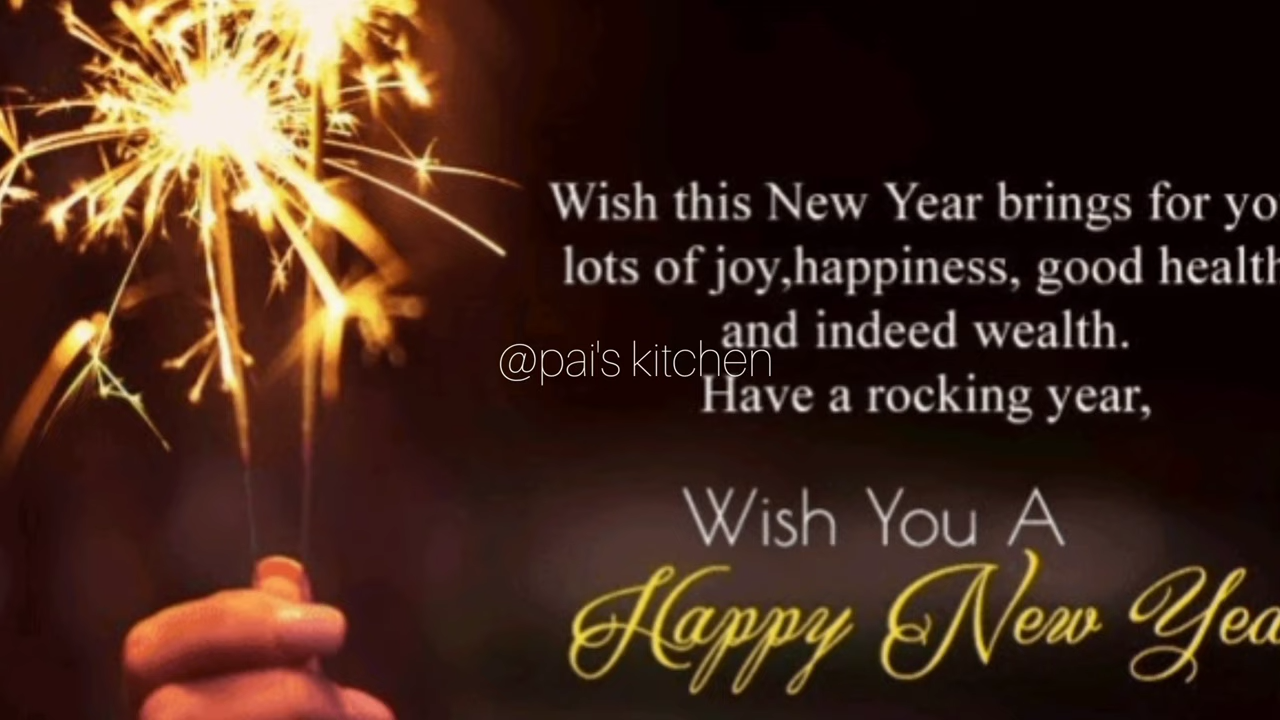 Wish this New Year brings for yo
lots of joy,happiness, good health
and indeed wealth.
@pai's kitchen
Have a rocking year,
Wish You A
Happy New Yea